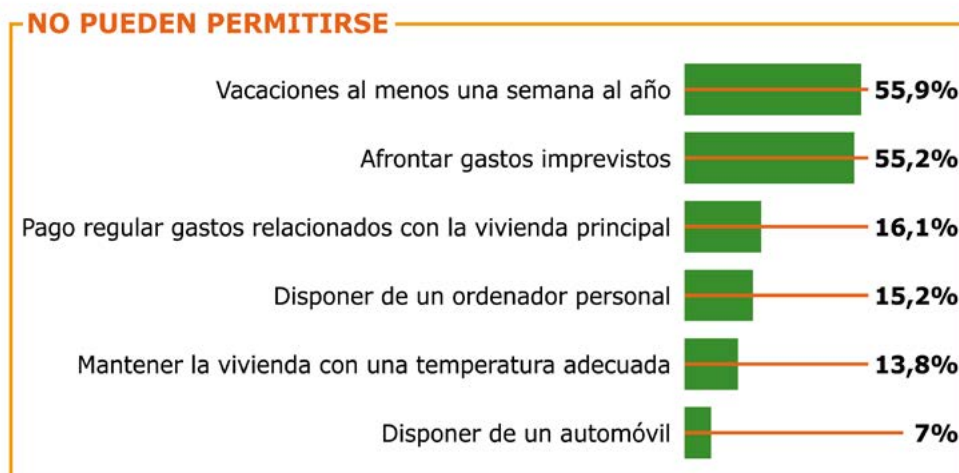 NO PUEDEN PERMITIRSE
Vacaciones al menos una semana al año 55,9%
Afrontar gastos imprevistos 55,2%
Pago regular gastos relacionados con la vivienda principal 16,1%
Disponer de un ordenador personal 15,2%
Mantener la vivienda con una temperatura adecuada 13,8%
Disponer de un automóvil 7%